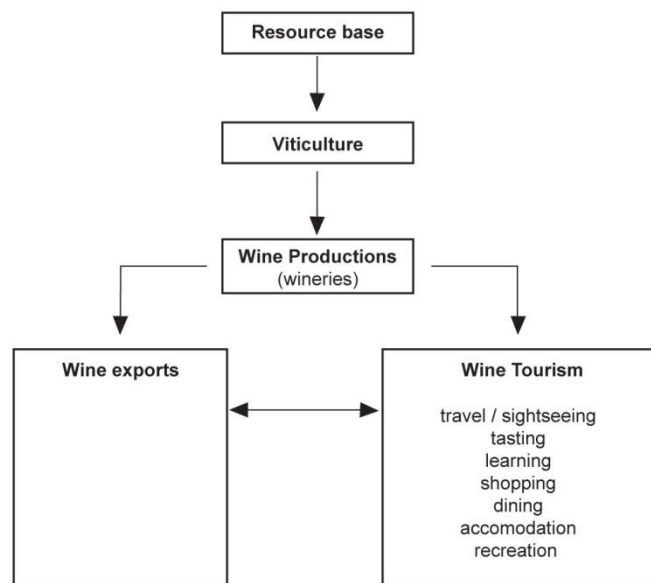 Resource base
Viticulture
Wine Productions
(wineries)
Wine exports
Wine Tourism
travel / sightseeing
tasting
learning
shopping
dining
accomodation
recreation